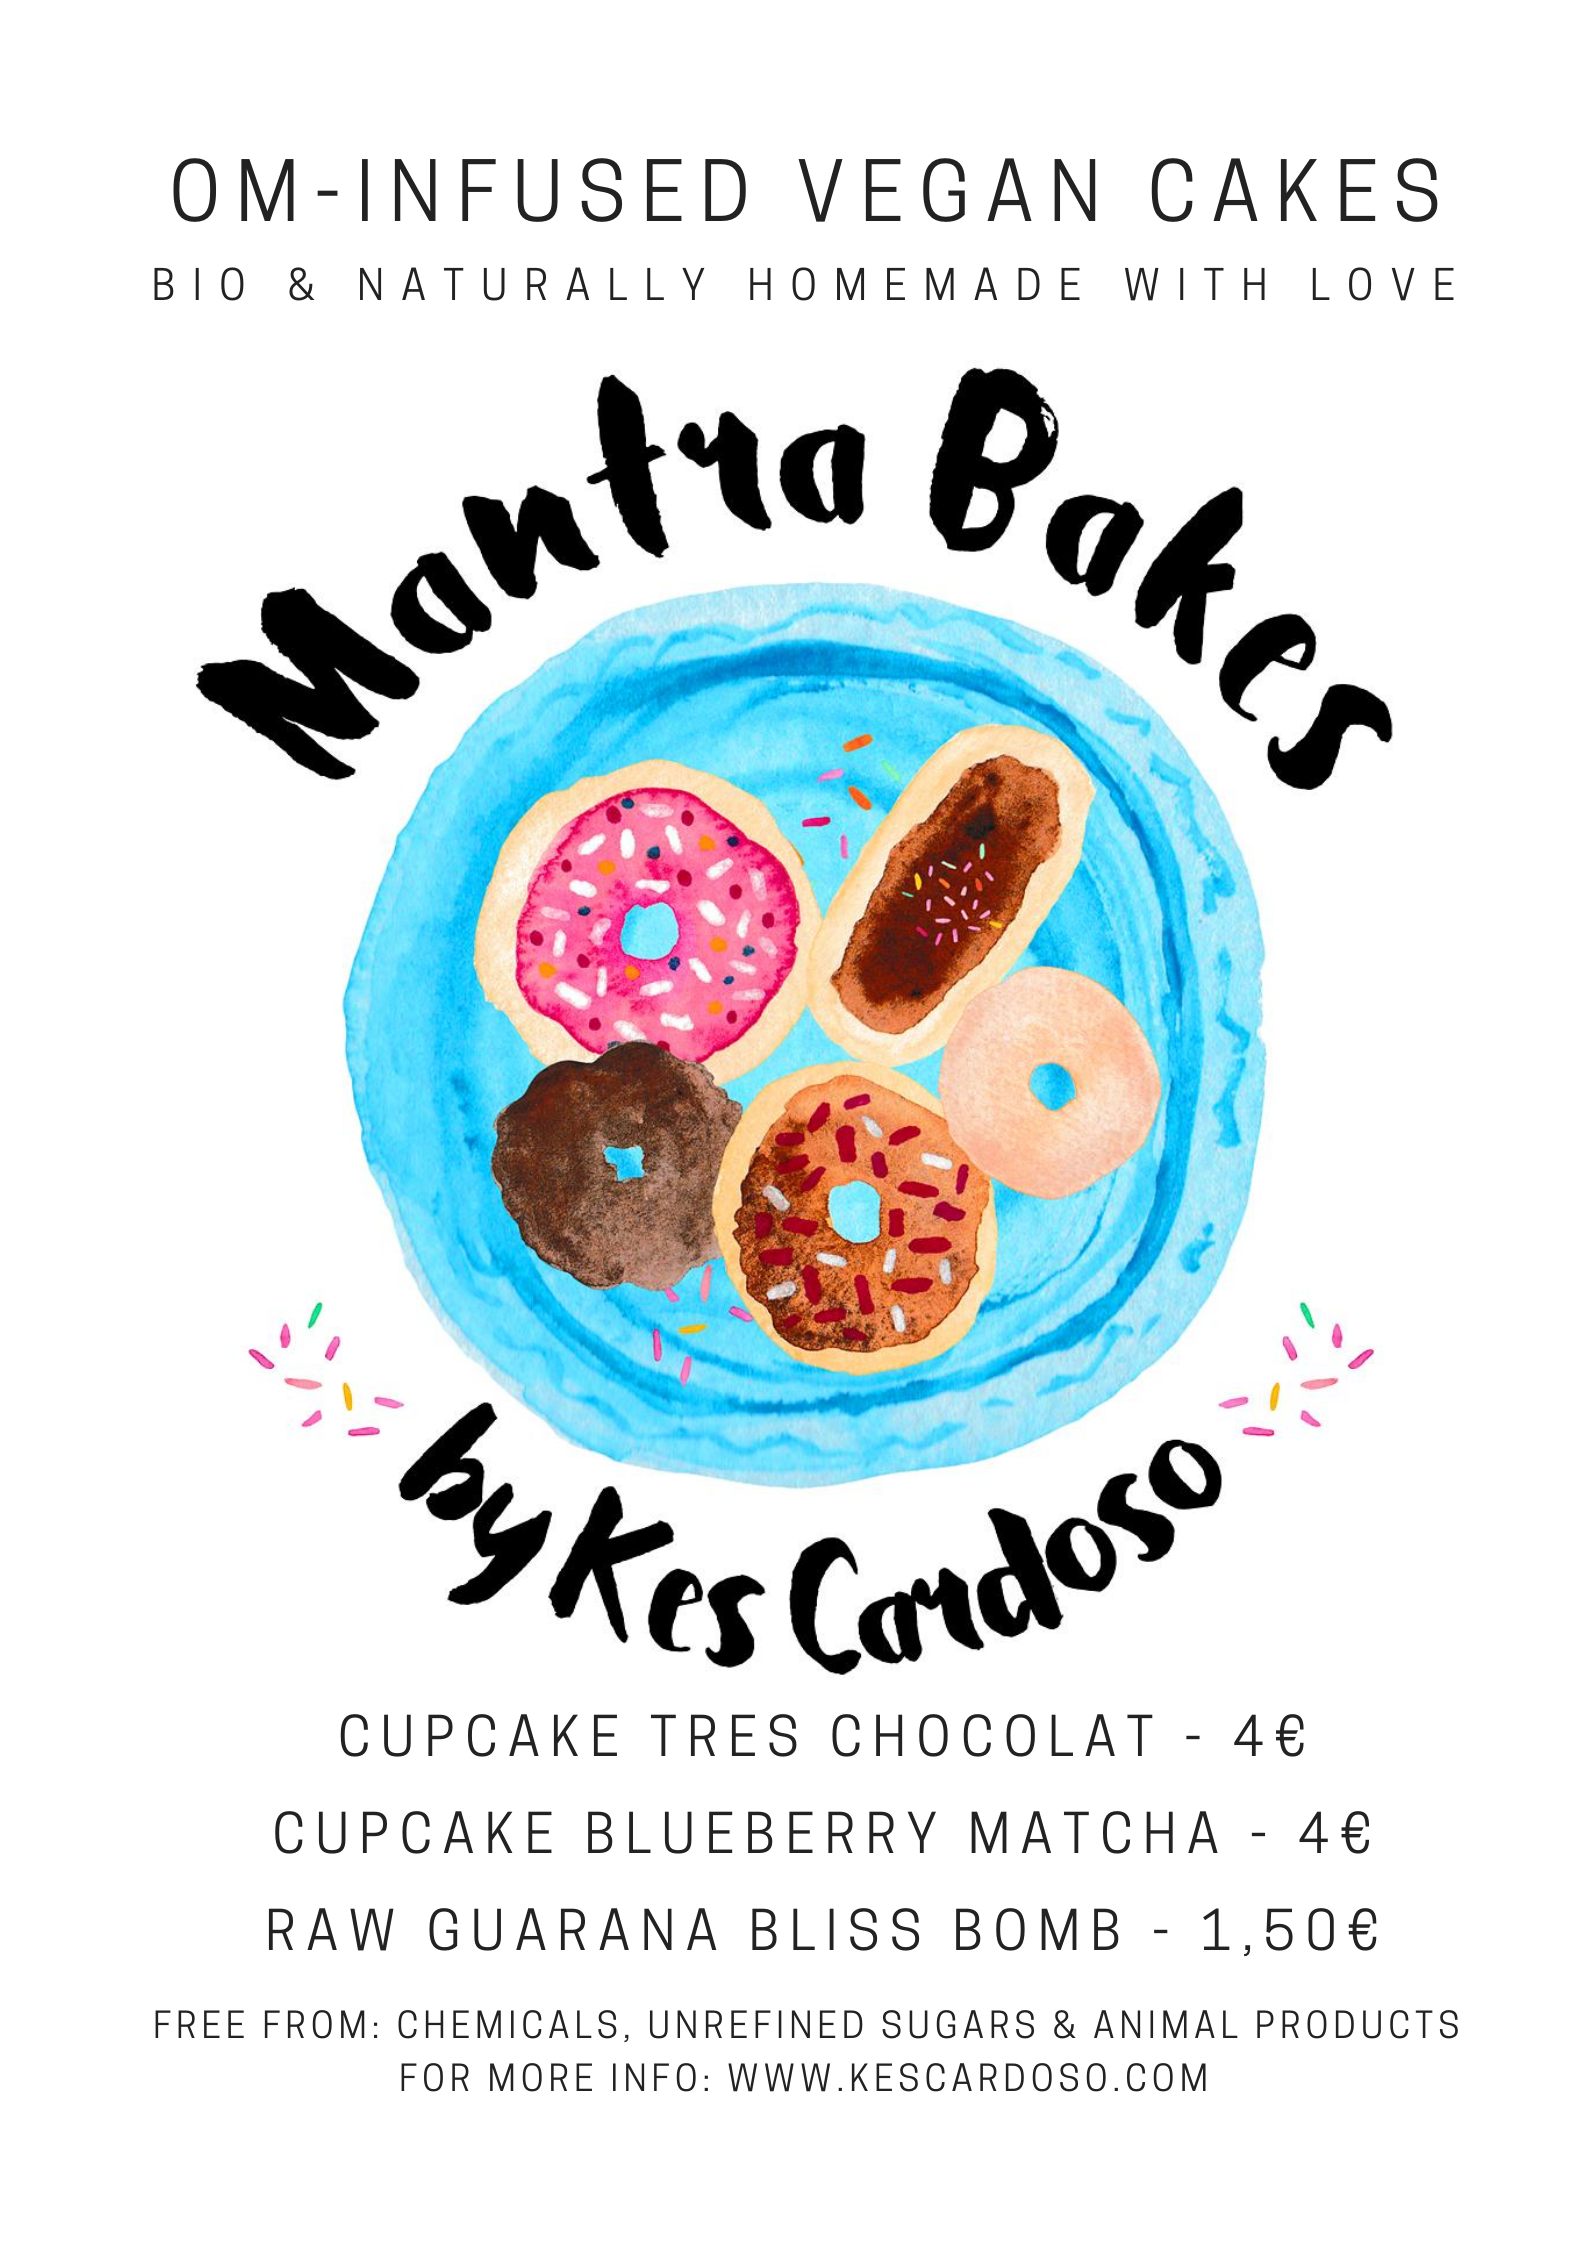 OM-INFUSED VEGAN CAKES
BIO & NATURALLY HOMEMADE WITH LOVE
Mantra Bakes
by Kes Cardoso
CUPCAKE TRES CHOCOLAT - 4€
CUPCAKE BLUEBERRY MATCHA - 4€
RAW GUARANA BLISS BOMB - 1,50€
FREE FROM: CHEMICALS, UNREFINED SUGARS & ANIMAL PRODUCTS
FOR MORE INFO: WWW.KESCARDOSO.COM